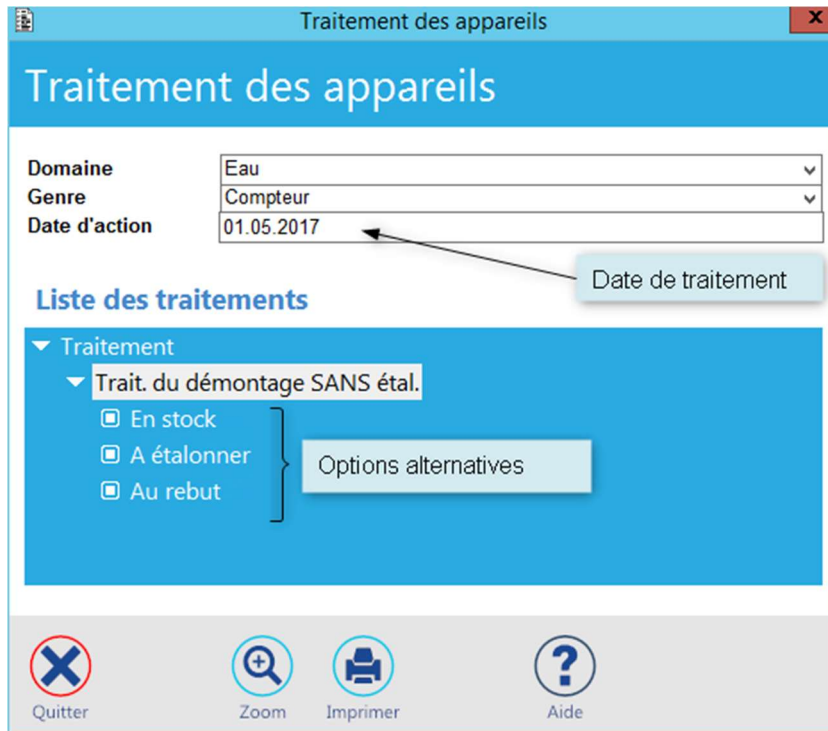 Traitement des appareils
x
Traitement des appareils
Domaine Eau
Genre Compteur
Date d'action 01.05.2017
Date de traitement
Liste des traitements
Traitement
Trait. du démontage SANS étal.
En stock
A étalonner
Options alternatives
Au rebut
Quitter Zoom Imprimer Aide